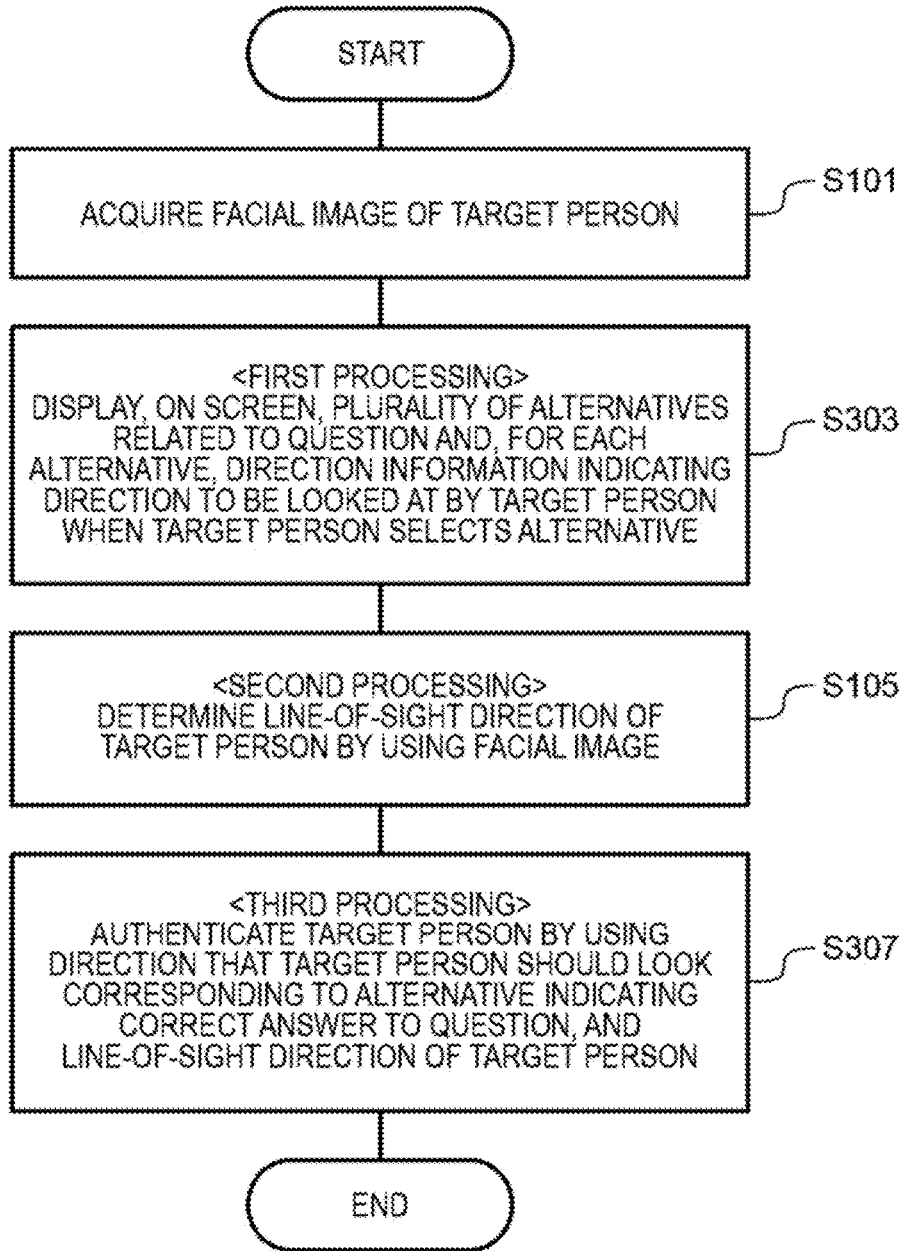 START
ACQUIRE FACIAL IMAGE OF TARGET PERSON
S101
<FIRST PROCESSING>
DISPLAY, ON SCREEN, PLURALITY OF ALTERNATIVES
RELATED TO QUESTION AND, FOR EACH
ALTERNATIVE, DIRECTION INFORMATION INDICATING
DIRECTION TO BE LOOKED AT BY TARGET PERSON
WHEN TARGET PERSON SELECTS ALTERNATIVE
S303
<SECOND PROCESSING>
DETERMINE LINE-OF-SIGHT DIRECTION OF
TARGET PERSON BY USING FACIAL IMAGE
S105
<THIRD PROCESSING>
AUTHENTICATE TARGET PERSON BY USING
DIRECTION THAT TARGET PERSON SHOULD LOOK
CORRESPONDING TO ALTERNATIVE INDICATING
CORRECT ANSWER TO QUESTION, AND
LINE-OF-SIGHT DIRECTION OF TARGET PERSON
S307
END